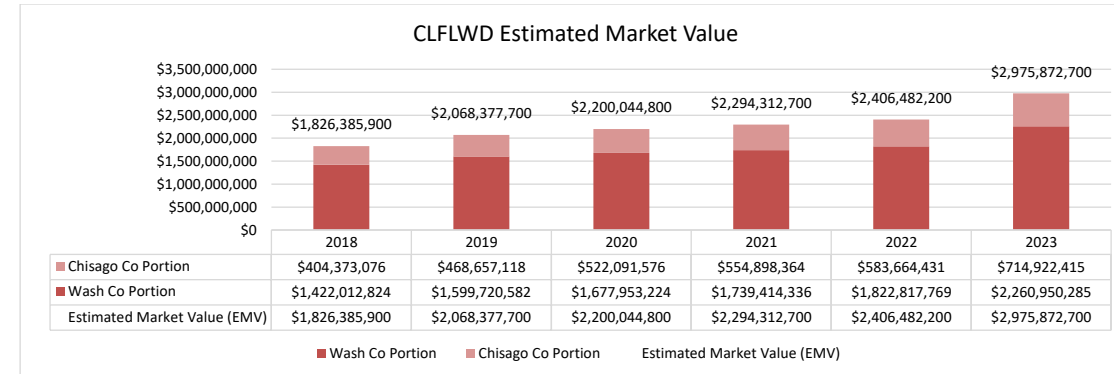 CLFLWD Estimated Market Value
$3,500,000,000
$3,000,000,000
$2,500,000,000
$2,000,000,000
$1,500,000,000
$1,000,000,000
$500,000,000
$0
$1,826,385,900
$2,068,377,700
$2,200,044,800
$2,294,312,700
$2,406,482,200
$2,975,872,700
2018 2019 2020 2021 2022 2023
Chisago Co Portion $404,373,076 $468,657,118 $522,091,576 $554,898,364 $583,664,431 $714,922,415
Wash Co Portion $1,422,012,824 $1,599,720,582 $1,677,953,224 $1,739,414,336 $1,822,817,769 $2,260,950,285
Estimated Market Value (EMV) $1,826,385,900 $2,068,377,700 $2,200,044,800 $2,294,312,700 $2,406,482,200 $2,975,872,700
Wash Co Portion Chisago Co Portion Estimated Market Value (EMV)